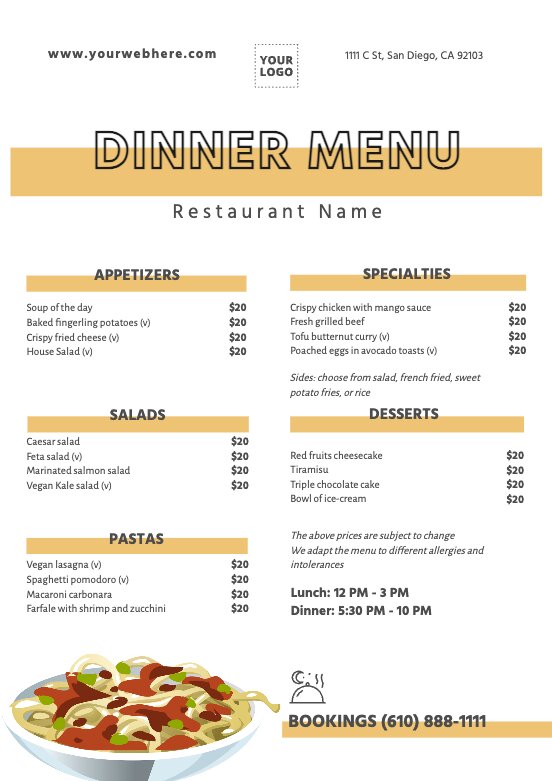 www.yourwebhere.com
YOUR
LOGO
1111 C St, San Diego, CA 92103
DINNER MENU
Restaurant Name
APPETIZERS
Soup of the day $20
Baked fingerling potatoes (v) $20
Crispy fried cheese (v) $20
House Salad (v) $20
SALADS
Caesar salad $20
Feta salad (v) $20
Marinated salmon salad $20
Vegan Kale salad (v) $20
PASTAS
Vegan lasagna (v) $20
Spaghetti pomodoro (v) $20
Macaroni carbonara $20
Farfale with shrimp and zucchini $20
SPECIALTIES
Crispy chicken with mango sauce $20
Fresh grilled beef $20
Tofu butternut curry (v) $20
Poached eggs in avocado toasts (v) $20
Sides: choose from salad, french fried, sweet
potato fries, or rice
DESSERTS
Red fruits cheesecake $20
Tiramisu $20
Triple chocolate cake $20
Bowl of ice-cream $20
The above prices are subject to change
We adapt the menu to different allergies and
intolerances
Lunch: 12 PM - 3 PM
Dinner: 5:30 PM - 10 PM
BOOKINGS (610) 888-1111